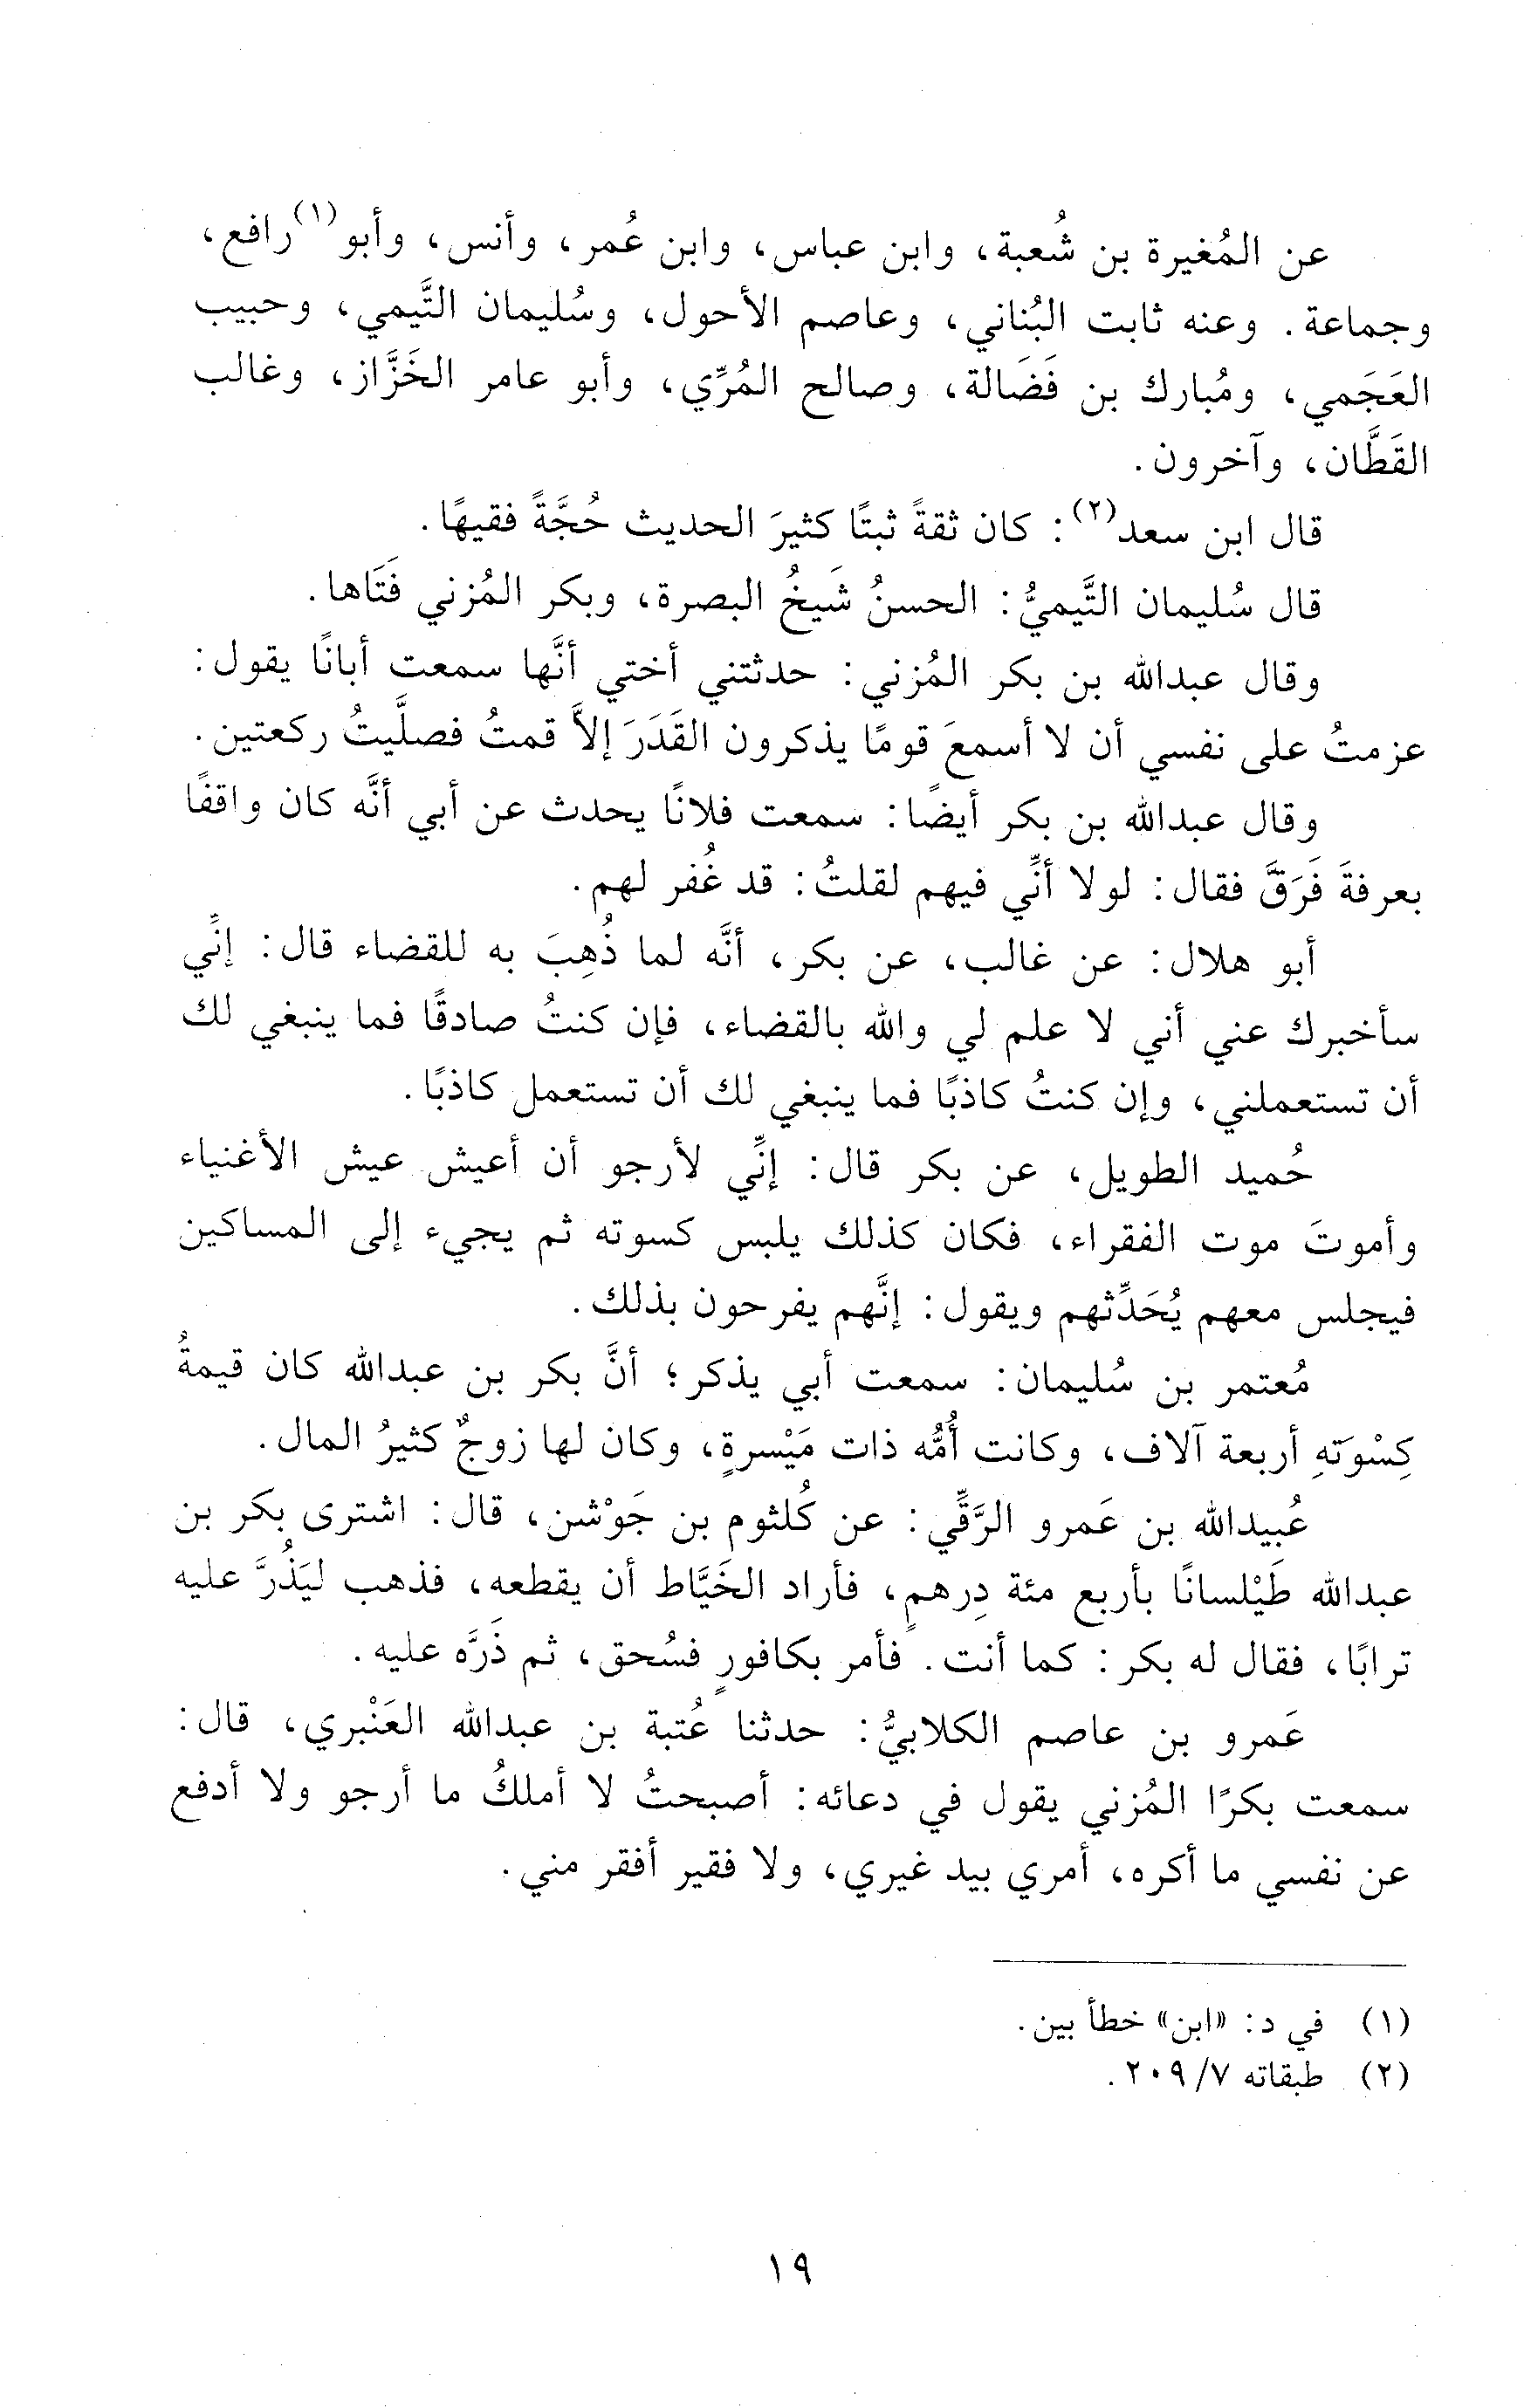 عن المُغيرة بن شُعبة، وابن عباس، وابن عُمر، وأنس، وأبو(١) رافع،
وجماعة. وعنه ثابت البُناني، وعاصم الأحول، وسُليمان التَّيمي، وحبيب
العَجَمي، ومُبارك بن فَضَالة، وصالح المُرِّي، وأبو عامر الخَزَّاز، وغالب
القَطَّان، وآخرون.
قال ابن سعد(٢): كان ثقةً ثبتًا كثيرَ الحديث حُجَّةً فقيهًا.
قال سُليمان التَّيميُّ: الحسنُ شَيخُ البصرة، وبكر المُزني فَتَاها.
وقال عبدالله بن بكر المُزني: حدثتني أختي أنَّها سمعت أبانًا يقول:
عزمتُ على نفسي أن لا أسمعَ قومًا يذكرون القَدَرَ إلاَّ قمتُ فصلَّيتُ ركعتين.
وقال عبدالله بن بكر أيضًا: سمعت فلانًا يحدث عن أبي أنَّه كان واقفًا
بعرفةَ فَرَقَّ فقال: لولا أنِّي فيهم لقلتُ: قد غُفر لهم.
أبو هلال: عن غالب، عن بكر، أنَّه لما ذُهِبَ به للقضاء قال: إنِّي
سأخبرك عني أني لا علم لي والله بالقضاء، فإن كنتُ صادقًا فما ينبغي لك
أن تستعملني، وإن كنتُ كاذبًا فما ينبغي لك أن تستعمل كاذبًا.
حُميد الطويل، عن بكر قال: إنِّي لأرجو أن أعيش عيش الأغنياء
وأموتَ موت الفقراء، فكان كذلك يلبس كسوته ثم يجيء إلى المساكين
فيجلس معهم يُحَدِّثهم ويقول: إنَّهم يفرحون بذلك.
مُعتمر بن سُليمان: سمعت أبي يذكر؛ أنَّ بكر بن عبدالله كان قيمةُ
كِسْوَتَهِ أربعة آلاف، وكانت أُمُّه ذات مَيْسرةٍ، وكان لها زوجٌ كثيرُ المال.
عُبيدالله بن عَمرو الرَّقِّي: عن كُلثوم بن جَوْشن، قال: اشترى بكر بن
عبدالله طَيْلسانًا بأربع مئة دِرهمٍ، فأراد الخَيَّاط أن يقطعه، فذهب ليَذُرَّ عليه
ترابًا، فقال له بكر: كما أنت. فأمر بكافورٍ فسُحق، ثم ذَرَّه عليه.
عَمرو بن عاصم الكلابيُّ: حدثنا عُتبة بن عبدالله العَنْبري، قال:
سمعت بكرًا المُزني يقول في دعائه: أصبحتُ لا أملكُ ما أرجو ولا أدفع
عن نفسي ما أكره، أمري بيد غيري، ولا فقير أفقر مني.
(١) في د: «ابن» خطأ بين.
(٢) طبقاته ٧/ ٢٠٩.
١٩